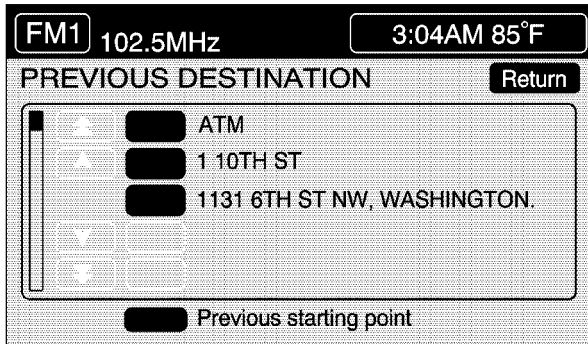 FM1 102.5MHz 3:04AM 85°F
PREVIOUS DESTINATION Return
ATM
1 10TH ST
1131 6TH ST NW, WASHINGTON.
Previous starting point